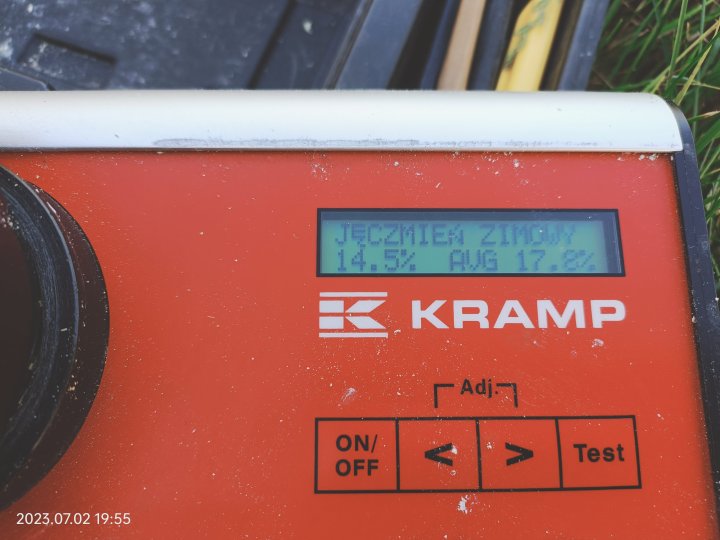 JĘCZMIEŃ ZIMOWY
14.5% AVG 17.8%
KRAMP
Adj.
ON/
OFF
< > Test
2023.07.02 19:55